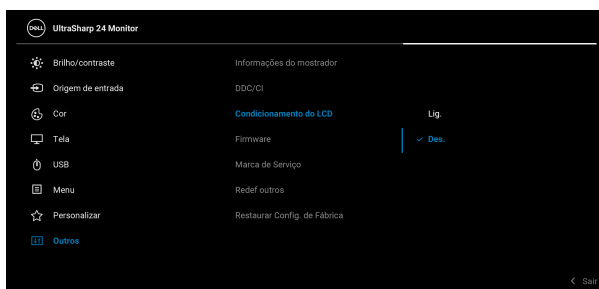 DELL UltraSharp 24 Monitor
Brilho/contraste Informações do mostrador
Origem de entrada DDC/CI
Cor Condicionamento do LCD Lig.
Tela Firmware Des.
USB Marca de Serviço
Menu Redef outros
Personalizar Restaurar Config. de Fábrica
Outros
Sair